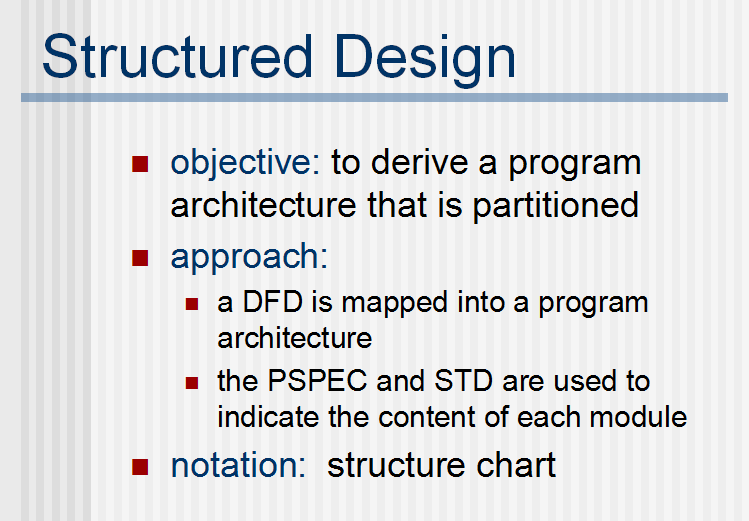 Structured Design
objective: to derive a program
architecture that is partitioned
approach:
a DFD is mapped into a program
architecture
the PSPEC and STD are used to
indicate the content of each module
notation: structure chart